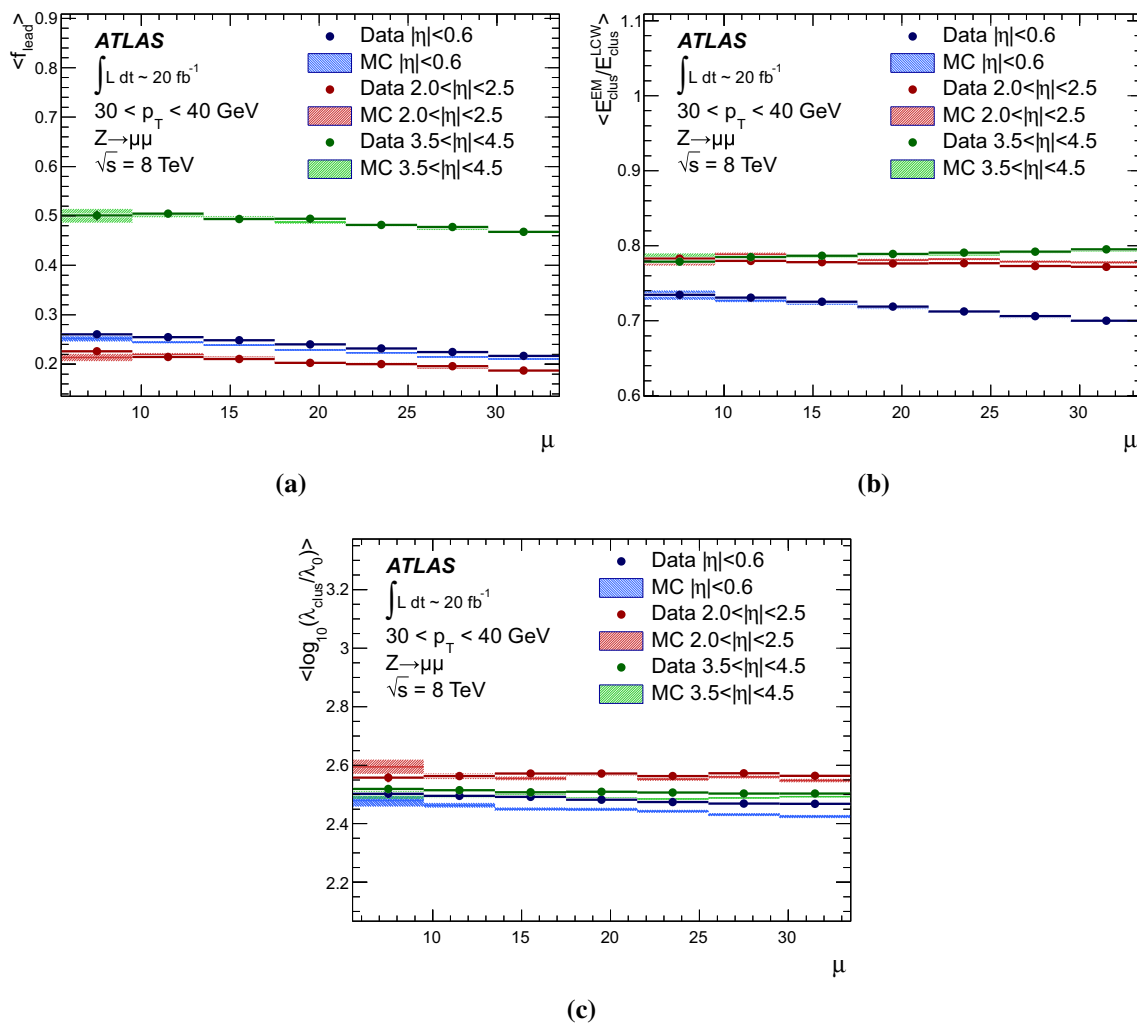 <f_lead>
0.9
0.8
0.7
0.6
0.5
0.4
0.3
0.2
ATLAS
∫L dt ~ 20 fb⁻¹
30 < p_T < 40 GeV
Z→μμ
√s = 8 TeV
Data |η|<0.6
MC |η|<0.6
Data 2.0<|η|<2.5
MC 2.0<|η|<2.5
Data 3.5<|η|<4.5
MC 3.5<|η|<4.5
10 15 20 25 30
μ
(a)
<E^EM_clus/E^LCW_clus>
1.1
1
0.9
0.8
0.7
0.6
ATLAS
∫L dt ~ 20 fb⁻¹
30 < p_T < 40 GeV
Z→μμ
√s = 8 TeV
Data |η|<0.6
MC |η|<0.6
Data 2.0<|η|<2.5
MC 2.0<|η|<2.5
Data 3.5<|η|<4.5
MC 3.5<|η|<4.5
10 15 20 25 30
μ
(b)
<log₁₀(λ_clus/λ₀)>
3.2
3
2.8
2.6
2.4
2.2
ATLAS
∫L dt ~ 20 fb⁻¹
30 < p_T < 40 GeV
Z→μμ
√s = 8 TeV
Data |η|<0.6
MC |η|<0.6
Data 2.0<|η|<2.5
MC 2.0<|η|<2.5
Data 3.5<|η|<4.5
MC 3.5<|η|<4.5
10 15 20 25 30
μ
(c)